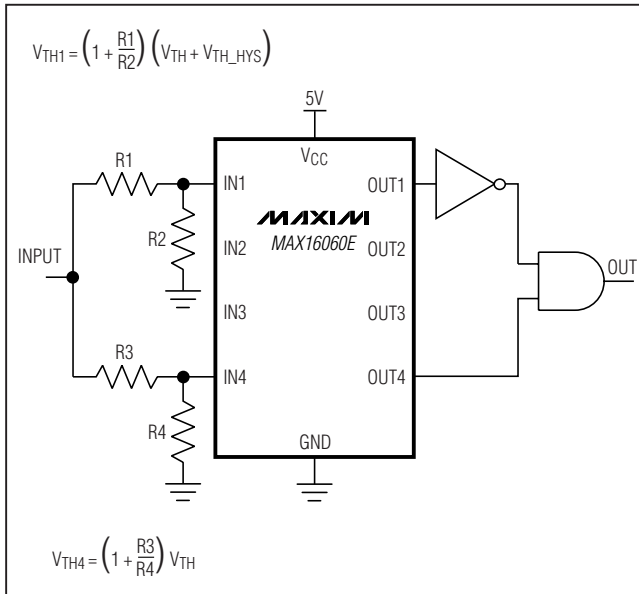 VTH1 = (1 + R1/R2) (VTH + VTH_HYS)
5V
VCC
R1
IN1
OUT1
MAXIM
MAX16060E
R2
IN2
OUT2
INPUT
OUT
IN3
OUT3
R3
IN4
OUT4
R4
GND
VTH4 = (1 + R3/R4) VTH